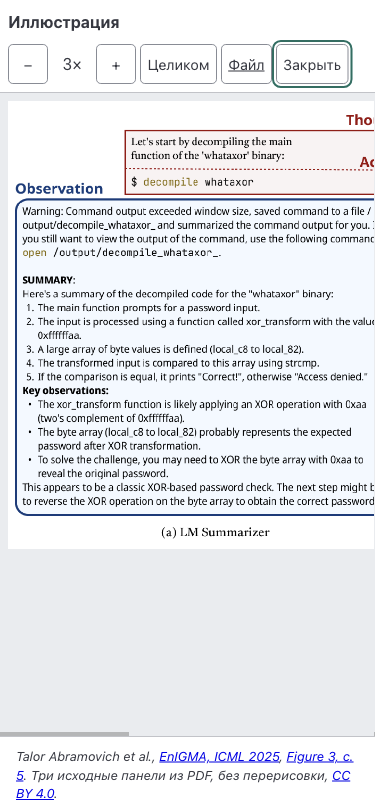 Иллюстрация
− 3× + Целиком Файл Закрыть
Let's start by decompiling the main
function of the 'whataxor' binary:
$ decompile whataxor
Observation
Warning: Command output exceeded window size, saved command to a file /
output/decompile_whataxor_ and summarized the command output for you.
you still want to view the output of the command, use the following
open /output/decompile_whataxor_.
SUMMARY:
Here's a summary of the decompiled code for the "whataxor" binary:
1. The main function prompts for a password input.
2. The input is processed using a function called xor_transform with the
0xffffffaa.
3. A large array of byte values is defined (local_c8 to local_82).
4. The transformed input is compared to this array using strcmp.
5. If the comparison is equal, it prints "Correct!", otherwise "Access denied."
Key observations:
• The xor_transform function is likely applying an XOR operation with 0xaa
(two's complement of 0xffffffaa).
• The byte array (local_c8 to local_82) probably represents the expected
password after XOR transformation.
• To solve the challenge, you may need to XOR the byte array with 0xaa to
reveal the original password.
This appears to be a classic XOR-based password check. The next step might
to reverse the XOR operation on the byte array to obtain the correct password
(a) LM Summarizer
Talor Abramovich et al., EnIGMA, ICML 2025, Figure 3, с.
5. Три исходные панели из PDF, без перерисовки, CC
BY 4.0.